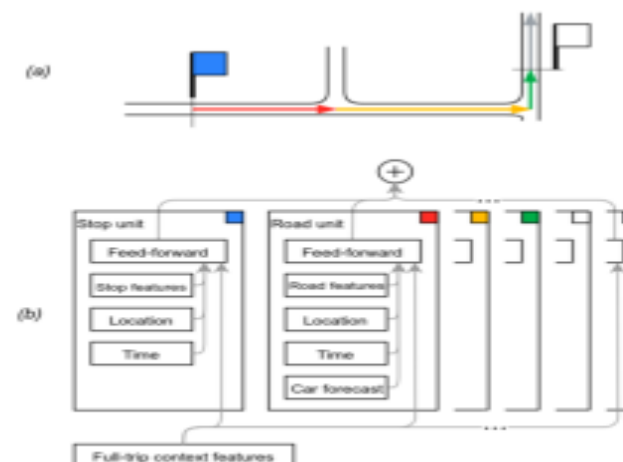 (a)
Stop unit
Road unit
Feed-forward
Feed-forward
Stop features
Road features
Location
Location
(b)
Time
Time
Car forecast
Full-trip context features